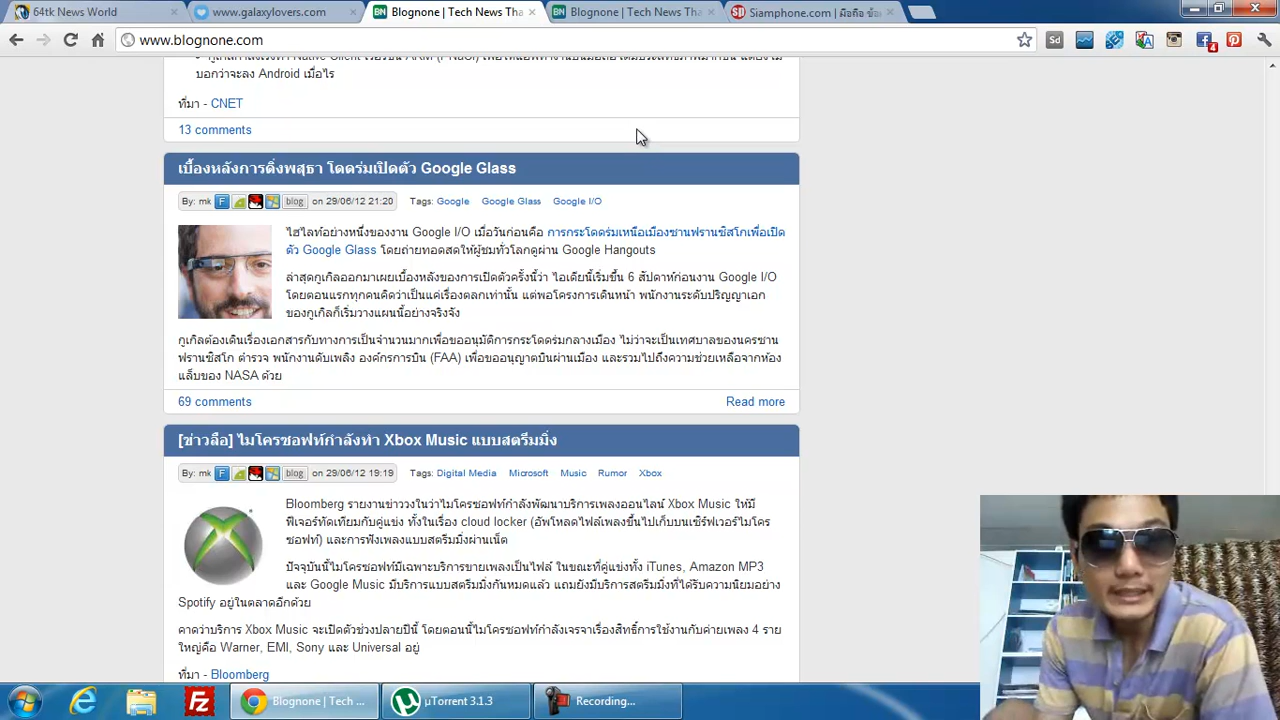 64tk News World
www.galaxylovers.com
Blognone | Tech News Tha
Blognone | Tech News Tha
Siamphone.com | มือถือ ข้อ
www.blognone.com
4
บอกว่าจะลง Android เมื่อไร
ที่มา - CNET
13 comments
เบื้องหลังการดิ่งพสุธา โดดร่มเปิดตัว Google Glass
By: mk blog on 29/06/12 21:20 Tags: Google Google Glass Google I/O
ไฮไลท์อย่างหนึ่งของงาน Google I/O เมื่อวันก่อนคือ การกระโดดร่มเหนือเมืองซานฟรานซิสโกเพื่อเปิด
ตัว Google Glass โดยถ่ายทอดสดให้ผู้ชมทั่วโลกดูผ่าน Google Hangouts
ล่าสุดกูเกิลออกมาเผยเบื้องหลังของการเปิดตัวครั้งนี้ว่า ไอเดียนี้เริ่มขึ้น 6 สัปดาห์ก่อนงาน Google I/O
โดยตอนแรกทุกคนคิดว่าเป็นแค่เรื่องตลกเท่านั้น แต่พอโครงการเดินหน้า พนักงานระดับปริญญาเอก
ของกูเกิลก็เริ่มวางแผนนี้อย่างจริงจัง
กูเกิลต้องเดินเรื่องเอกสารกับทางการเป็นจำนวนมากเพื่อขออนุมัติการกระโดดร่มกลางเมือง ไม่ว่าจะเป็นเทศบาลของนครซาน
ฟรานซิสโก ตำรวจ พนักงานดับเพลิง องค์กรการบิน (FAA) เพื่อขออนุญาตบินผ่านเมือง และรวมไปถึงความช่วยเหลือจากห้อง
แล็บของ NASA ด้วย
69 comments
Read more
[ข่าวลือ] ไมโครซอฟท์กำลังทำ Xbox Music แบบสตรีมมิ่ง
By: mk blog on 29/06/12 19:19 Tags: Digital Media Microsoft Music Rumor Xbox
Bloomberg รายงานข่าววงในว่าไมโครซอฟท์กำลังพัฒนาบริการเพลงออนไลน์ Xbox Music ให้มี
ฟีเจอร์ทัดเทียมกับคู่แข่ง ทั้งในเรื่อง cloud locker (อัพโหลดไฟล์เพลงขึ้นไปเก็บบนเซิร์ฟเวอร์ไมโคร
ซอฟท์) และการฟังเพลงแบบสตรีมมิ่งผ่านเน็ต
ปัจจุบันนี้ไมโครซอฟท์มีเฉพาะบริการขายเพลงเป็นไฟล์ ในขณะที่คู่แข่งทั้ง iTunes, Amazon MP3
และ Google Music มีบริการแบบสตรีมมิ่งกันหมดแล้ว แถมยังมีบริการสตรีมมิ่งที่ได้รับความนิยมอย่าง
Spotify อยู่ในตลาดอีกด้วย
คาดว่าบริการ Xbox Music จะเปิดตัวช่วงปลายปีนี้ โดยตอนนี้ไมโครซอฟท์กำลังเจรจาเรื่องสิทธิ์การใช้งานกับค่ายเพลง 4 ราย
ใหญ่คือ Warner, EMI, Sony และ Universal อยู่
ที่มา - Bloomberg
Blognone | Tech ...
µTorrent 3.1.3
Recording...